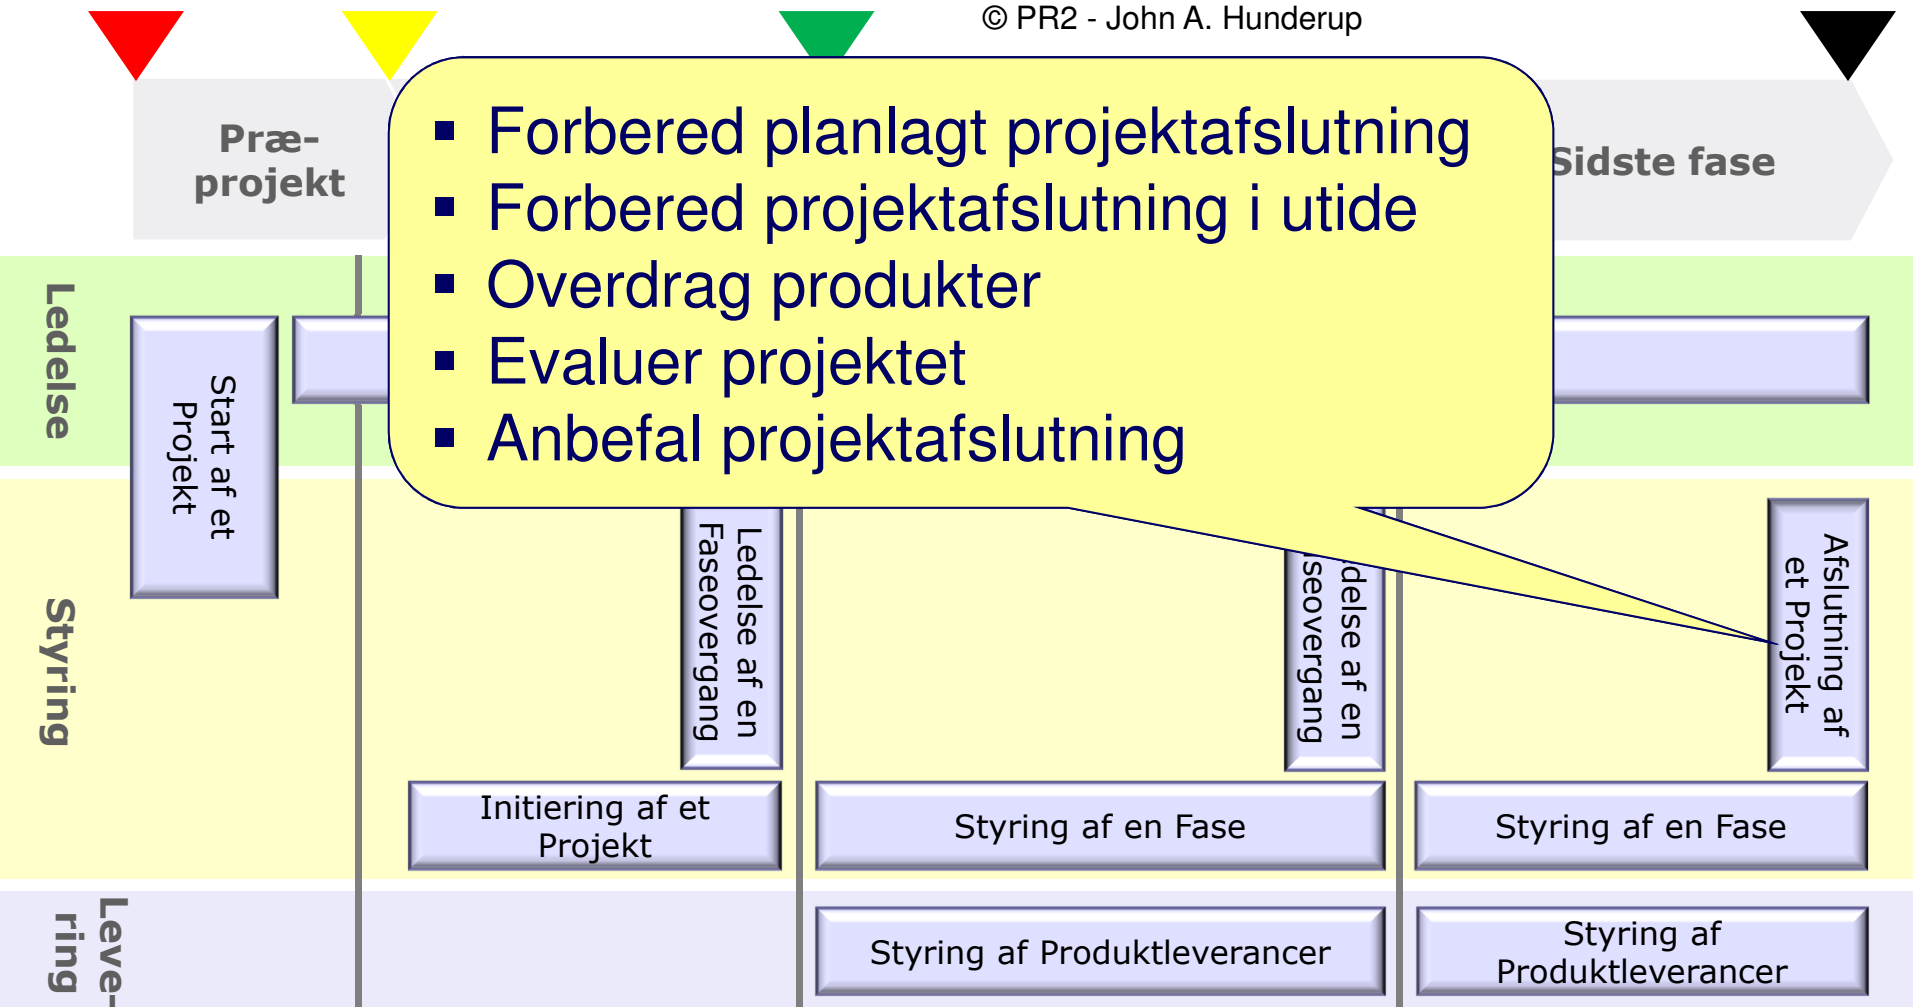 © PR2 - John A. Hunderup
Præ-
projekt
▪ Forbered planlagt projektafslutning
▪ Forbered projektafslutning i utide
▪ Overdrag produkter
▪ Evaluer projektet
▪ Anbefal projektafslutning
Sidste fase
Ledelse
Start af et
Projekt
Styring
Ledelse af en
Faseovergang
delse af en
seovergang
Afslutning af
et Projekt
Initiering af et
Projekt
Styring af en Fase
Styring af en Fase
Leve-
ring
Styring af Produktleverancer
Styring af
Produktleverancer